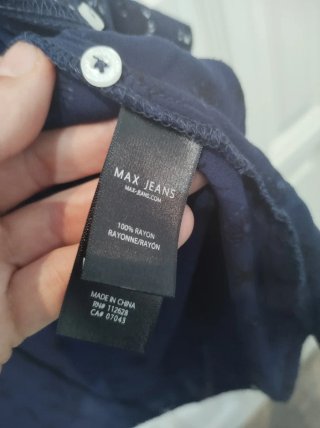 MAX JEANS
MAX-JEANS.COM
100% RAYON
RAYONNE/RAYÓN
MADE IN CHINA
RN# 112628
CA# 07043